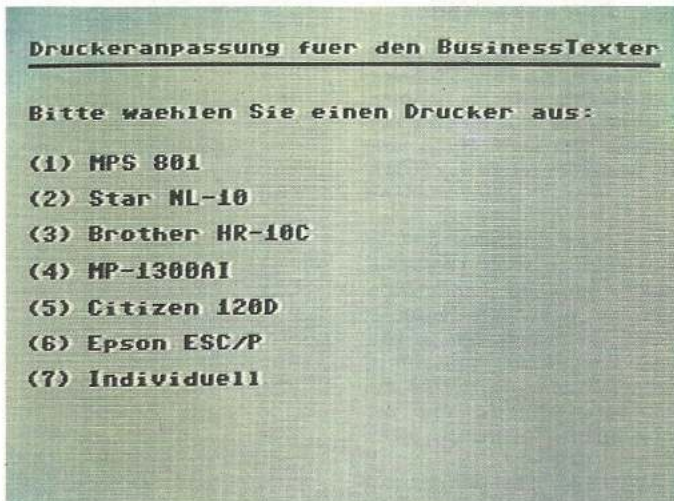 Druckeranpassung fuer den BusinessTexter
Bitte waehlen Sie einen Drucker aus:
(1) MPS 801
(2) Star NL-10
(3) Brother HR-10C
(4) MP-1300AI
(5) Citizen 120D
(6) Epson ESC/P
(7) Individuell